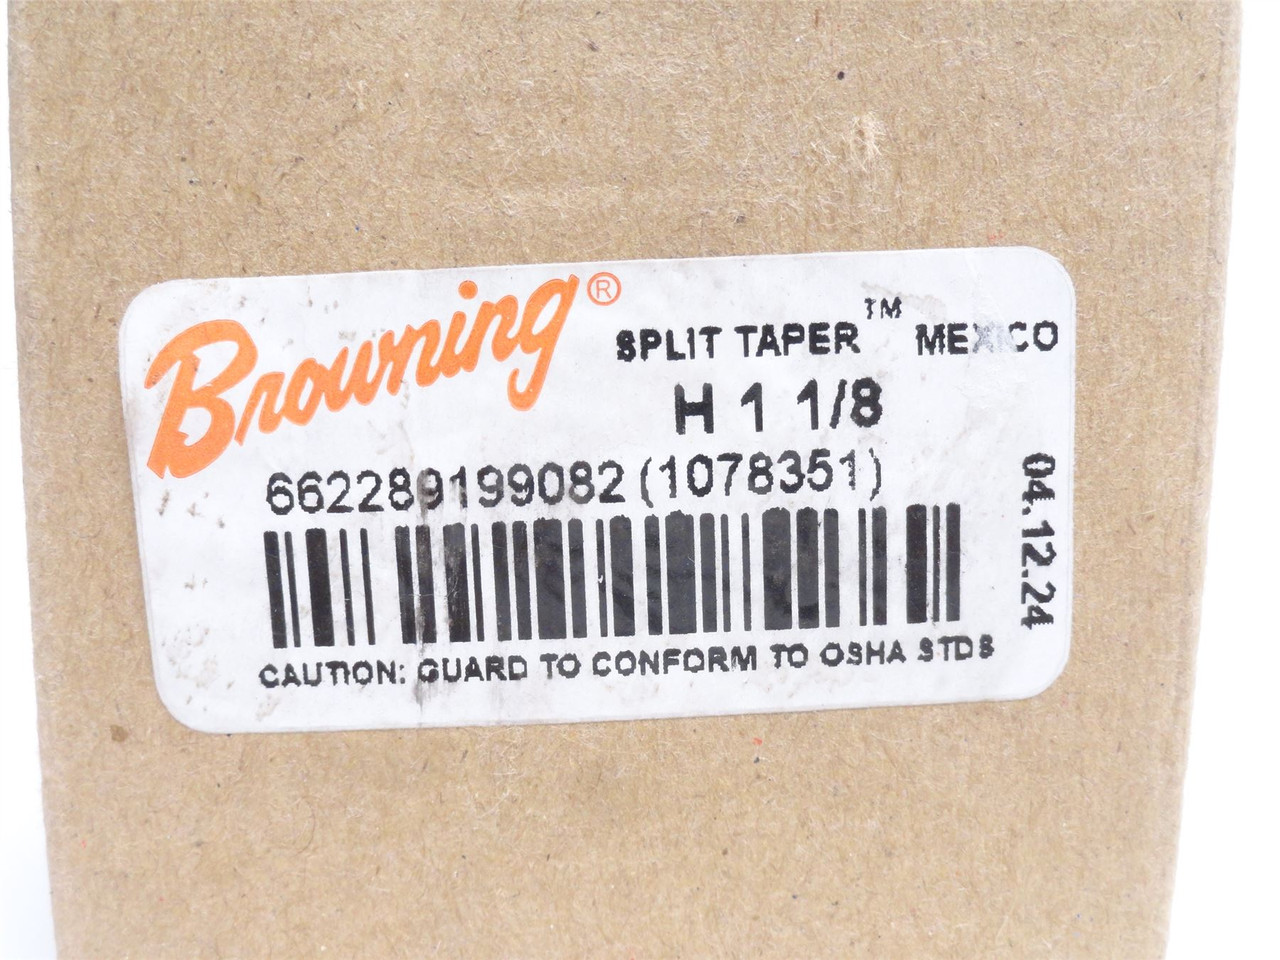 Browning®
SPLIT TAPER™ MEXICO
H 1 1/8
662289199082 (1078351)
CAUTION: GUARD TO CONFORM TO OSHA STDS
04.12.24